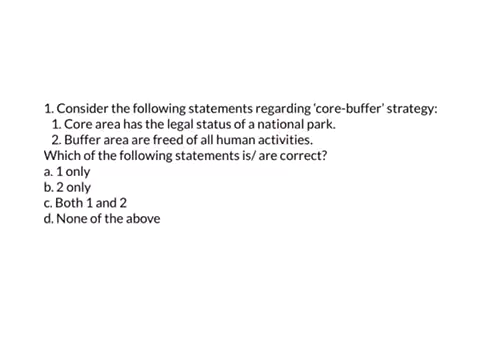 1. Consider the following statements regarding ‘core-buffer’ strategy:
1. Core area has the legal status of a national park.
2. Buffer area are freed of all human activities.
Which of the following statements is/ are correct?
a. 1 only
b. 2 only
c. Both 1 and 2
d. None of the above